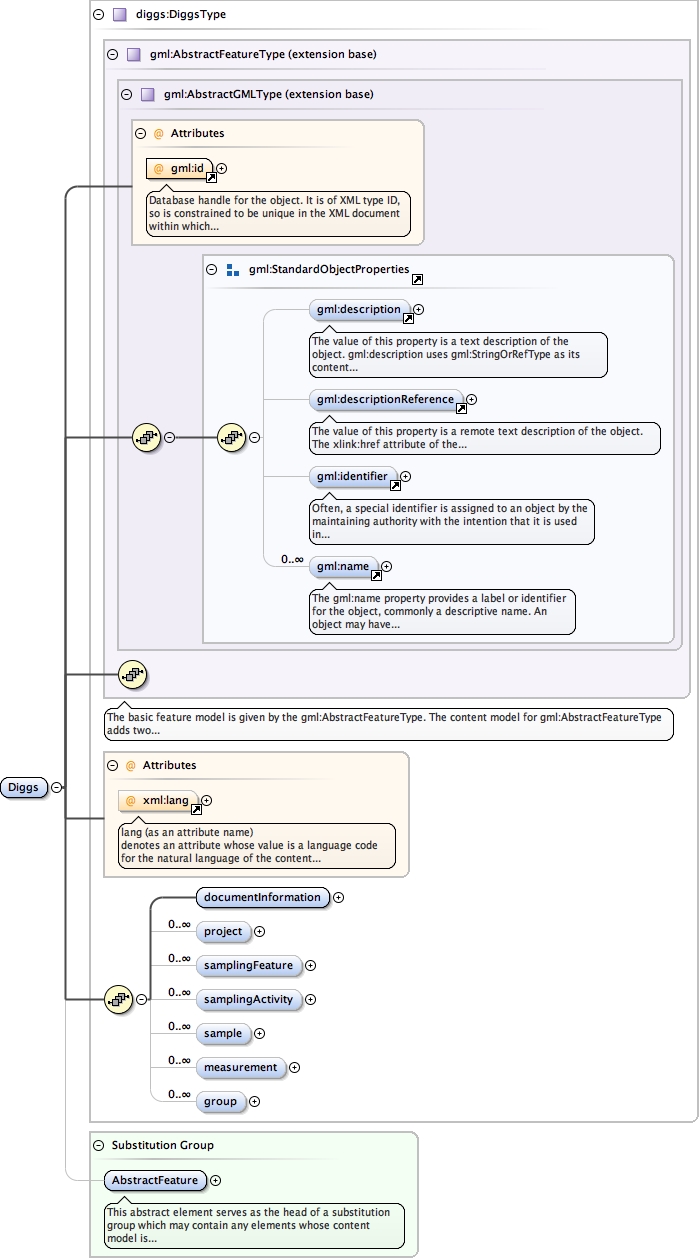 diggs:DiggsType
gml:AbstractFeatureType (extension base)
gml:AbstractGMLType (extension base)
@ Attributes
@ gml:id
Database handle for the object. It is of XML type ID,
so is constrained to be unique in the XML document
within which...
gml:StandardObjectProperties
gml:description
The value of this property is a text description of the
object. gml:description uses gml:StringOrRefType as its
content...
gml:descriptionReference
The value of this property is a remote text description of the object.
The xlink:href attribute of the...
gml:identifier
Often, a special identifier is assigned to an object by the
maintaining authority with the intention that it is used
in...
0..∞ gml:name
The gml:name property provides a label or identifier
for the object, commonly a descriptive name. An
object may have...
The basic feature model is given by the gml:AbstractFeatureType. The content model for gml:AbstractFeatureType
adds two...
Diggs
@ Attributes
@ xml:lang
lang (as an attribute name)
denotes an attribute whose value is a language code
for the natural language of the content...
documentInformation
0..∞ project
0..∞ samplingFeature
0..∞ samplingActivity
0..∞ sample
0..∞ measurement
0..∞ group
Substitution Group
AbstractFeature
This abstract element serves as the head of a substitution
group which may contain any elements whose content
model is...